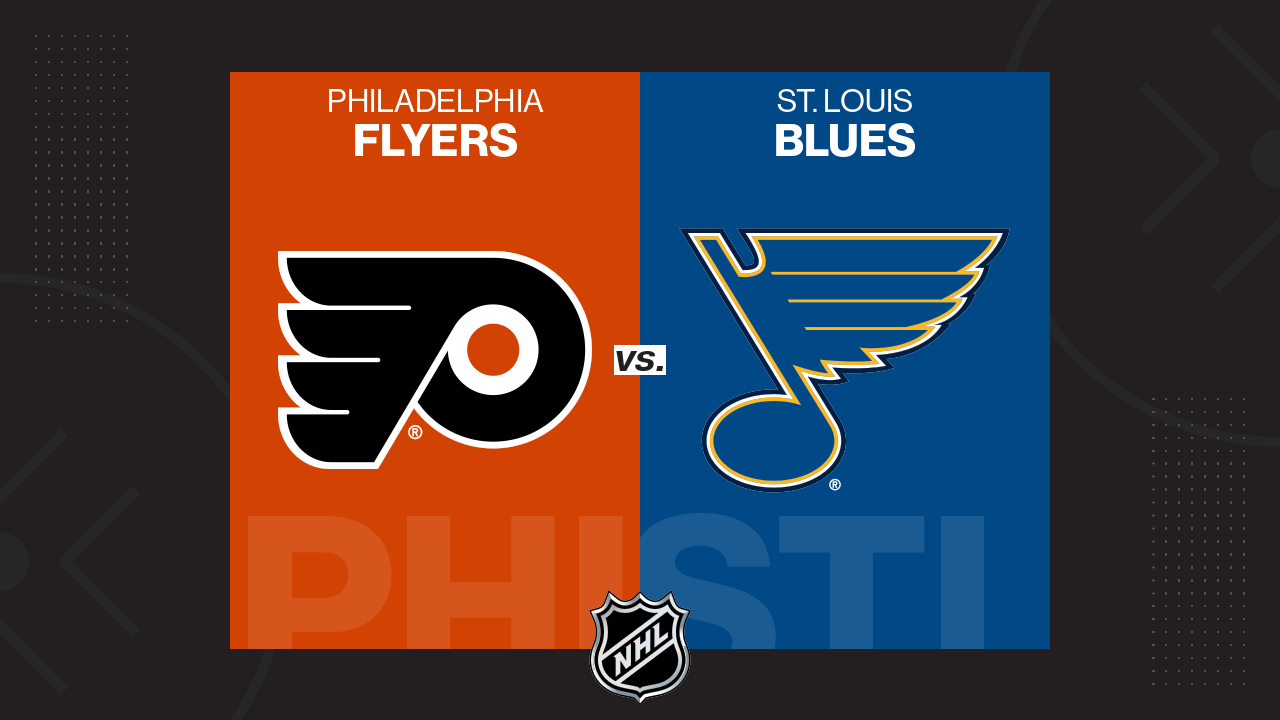 PHILADELPHIA
FLYERS
ST. LOUIS
BLUES
vs.
®
®
PHI
STL
NHL